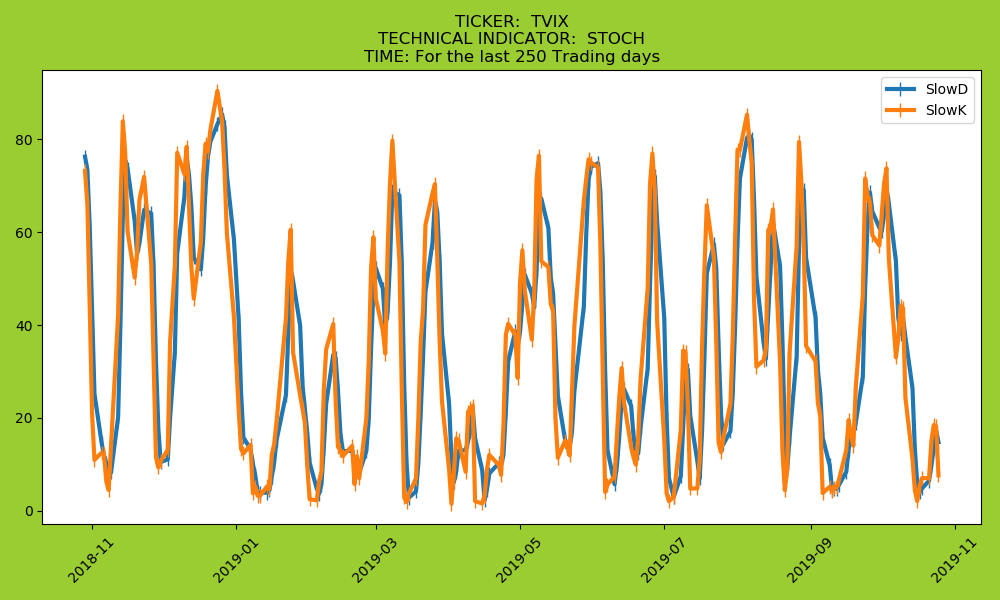 TICKER:  TVIX
TECHNICAL INDICATOR:  STOCH
TIME: For the last 250 Trading days
SlowD
SlowK
80
60
40
20
0
2018-11
2019-01
2019-03
2019-05
2019-07
2019-09
2019-11